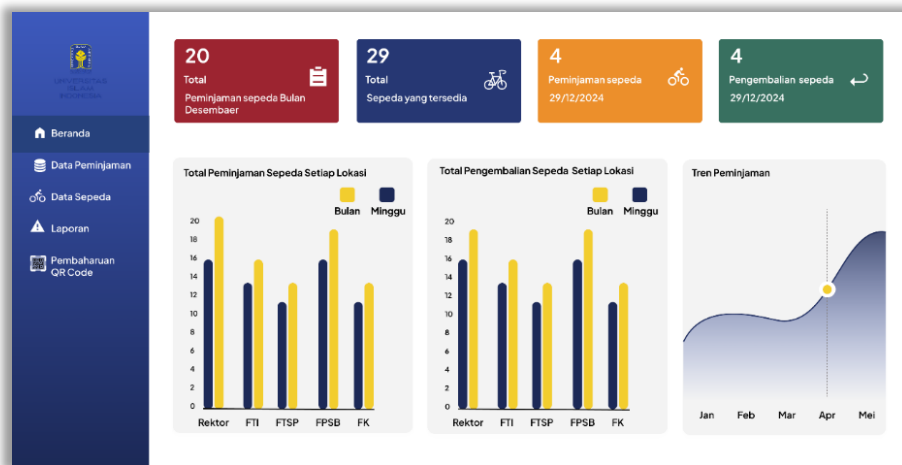 UNIVERSITAS
ISLAM
INDONESIA
Beranda
Data Peminjaman
Data Sepeda
Laporan
Pembaharuan
QR Code
20
Total
Peminjaman sepeda Bulan
Desembaer
29
Total
Sepeda yang tersedia
4
Peminjaman sepeda
29/12/2024
4
Pengembalian sepeda
29/12/2024
Total Peminjaman Sepeda Setiap Lokasi
Bulan Minggu
20
18
16
14
12
10
8
6
4
2
0
Rektor FTI FTSP FPSB FK
Total Pengembalian Sepeda Setiap Lokasi
Bulan Minggu
20
18
16
14
12
10
8
6
4
2
0
Rektor FTI FTSP FPSB FK
Tren Peminjaman
Jan Feb Mar Apr Mei